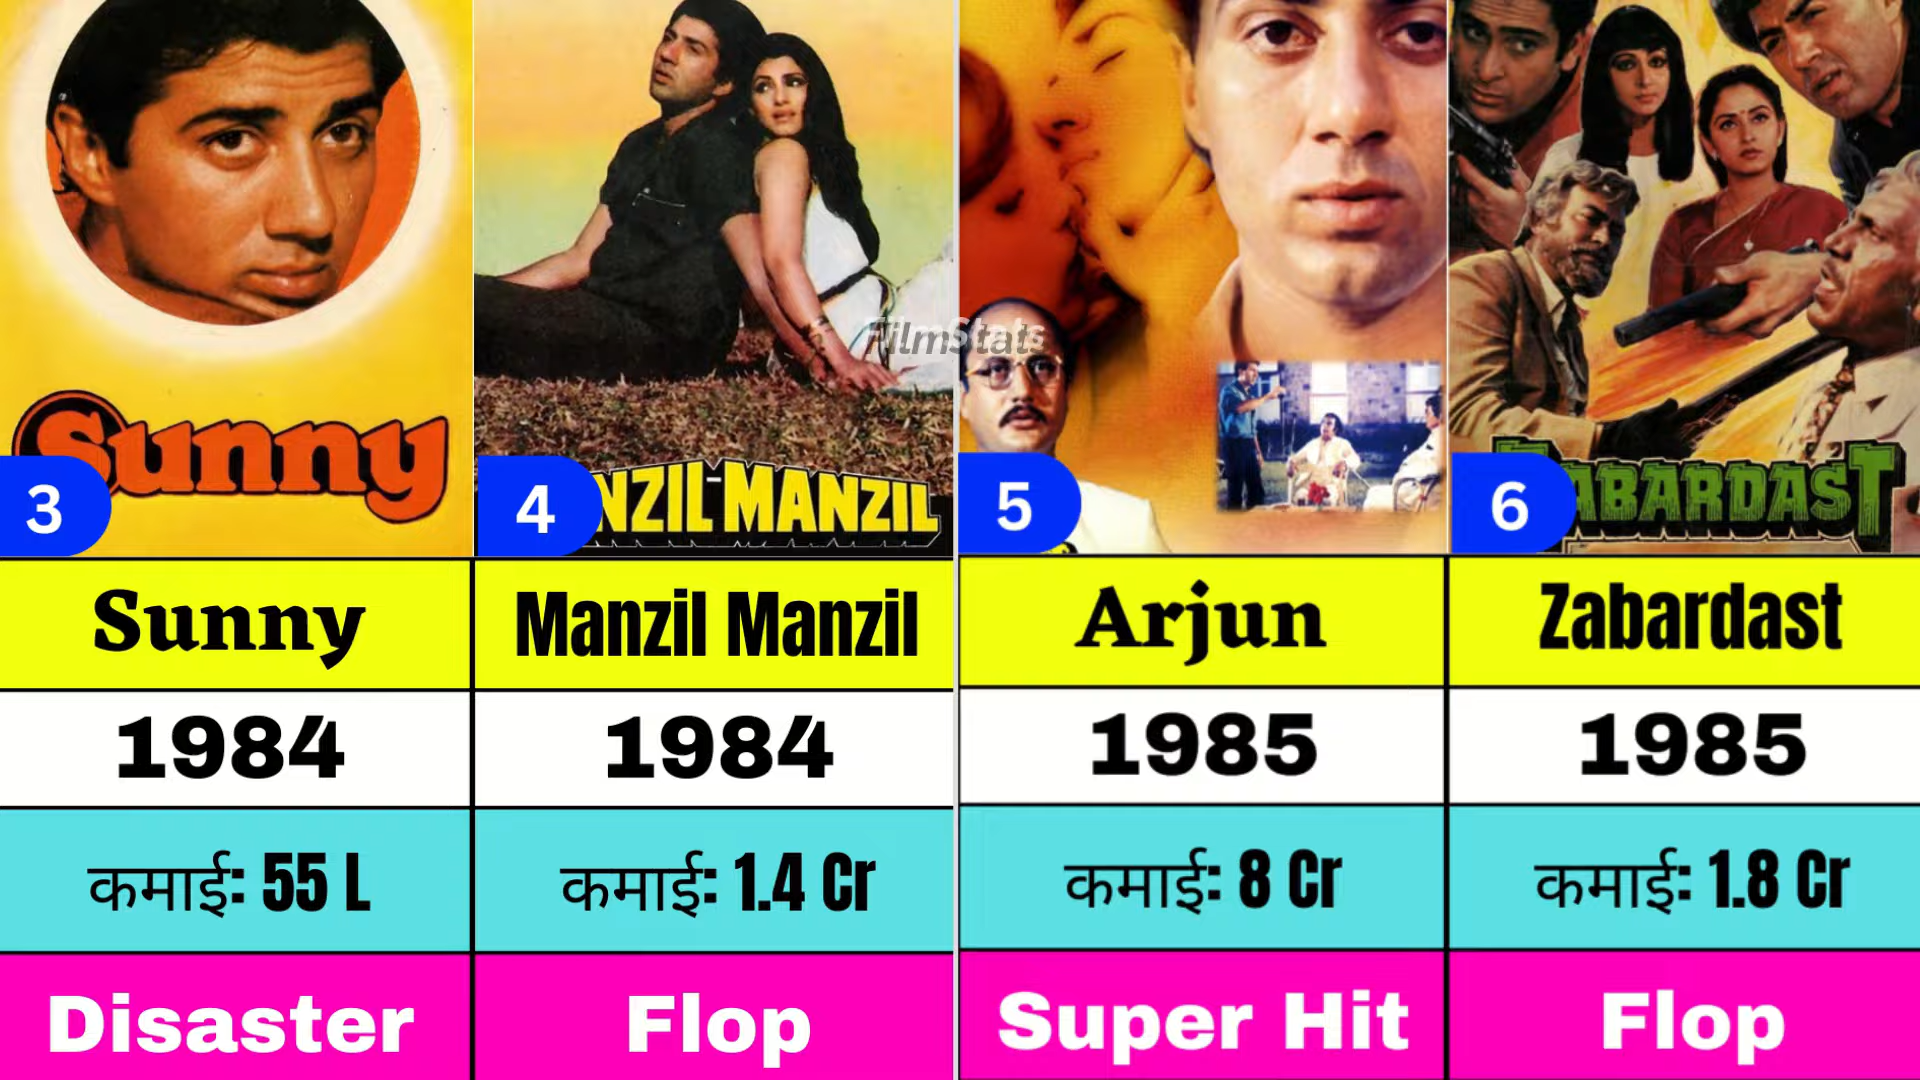 Sunny
3
NZIL MANZIL
4
FilmStats
5
ABARDAST
6
Sunny
Manzil Manzil
Arjun
Zabardast
1984
1984
1985
1985
कमाई: 55 L
कमाई: 1.4 Cr
कमाई: 8 Cr
कमाई: 1.8 Cr
Disaster
Flop
Super Hit
Flop